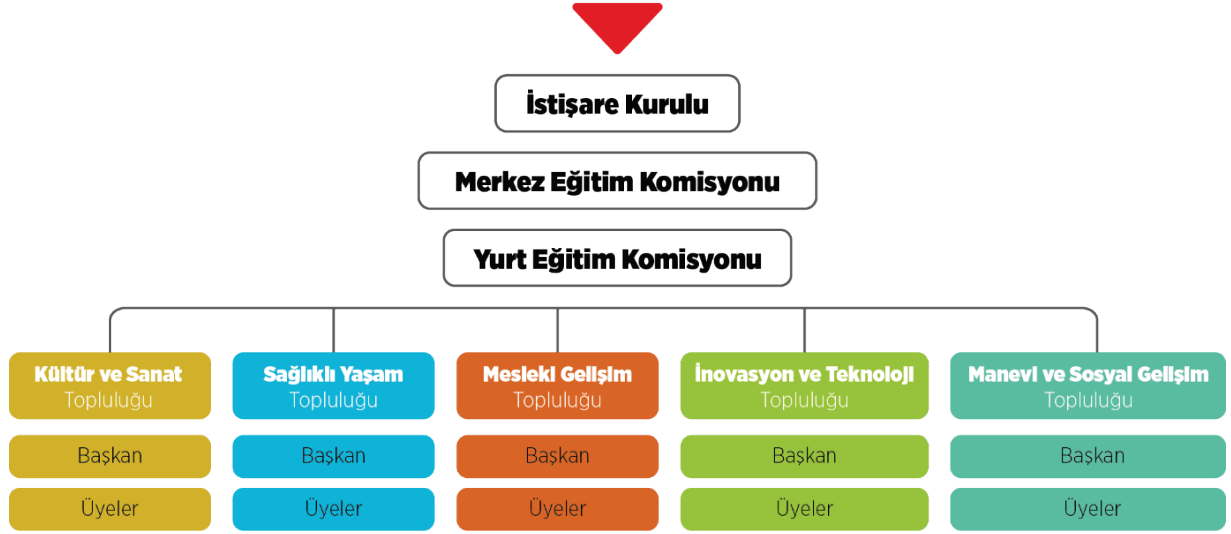 İstişare Kurulu
Merkez Eğitim Komisyonu
Yurt Eğitim Komisyonu
Kültür ve Sanat
Topluluğu
Başkan
Üyeler
Sağlıklı Yaşam
Topluluğu
Başkan
Üyeler
Mesleki Gelişim
Topluluğu
Başkan
Üyeler
İnovasyon ve Teknoloji
Topluluğu
Başkan
Üyeler
Manevi ve Sosyal Gelişim
Topluluğu
Başkan
Üyeler